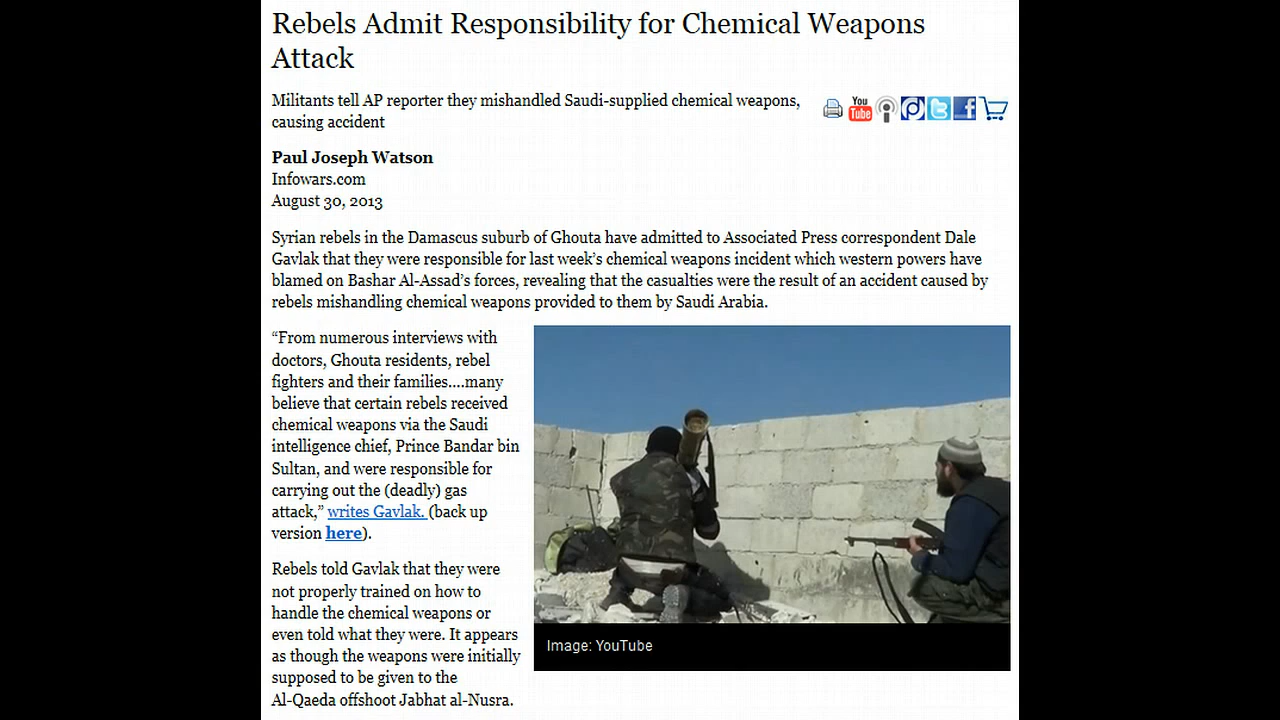 Rebels Admit Responsibility for Chemical Weapons
Attack
Militants tell AP reporter they mishandled Saudi-supplied chemical weapons,
causing accident
You
Tube
Paul Joseph Watson
Infowars.com
August 30, 2013
Syrian rebels in the Damascus suburb of Ghouta have admitted to Associated Press correspondent Dale
Gavlak that they were responsible for last week’s chemical weapons incident which western powers have
blamed on Bashar Al-Assad’s forces, revealing that the casualties were the result of an accident caused by
rebels mishandling chemical weapons provided to them by Saudi Arabia.
“From numerous interviews with
doctors, Ghouta residents, rebel
fighters and their families....many
believe that certain rebels received
chemical weapons via the Saudi
intelligence chief, Prince Bandar bin
Sultan, and were responsible for
carrying out the (deadly) gas
attack,” writes Gavlak. (back up
version here).
Rebels told Gavlak that they were
not properly trained on how to
handle the chemical weapons or
even told what they were. It appears
as though the weapons were initially
supposed to be given to the
Al-Qaeda offshoot Jabhat al-Nusra.
Image: YouTube